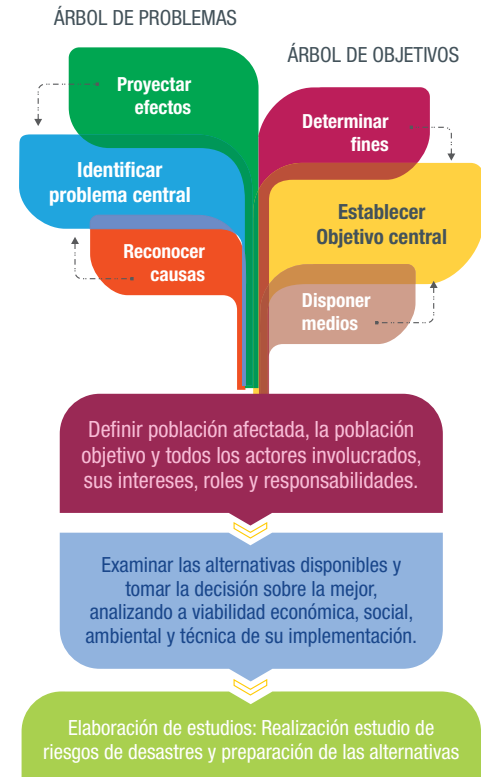 ÁRBOL DE PROBLEMAS
Proyectar
efectos
Identificar
problema central
Reconocer
causas
ÁRBOL DE OBJETIVOS
Determinar
fines
Establecer
Objetivo central
Disponer
medios
Definir población afectada, la población
objetivo y todos los actores involucrados,
sus intereses, roles y responsabilidades.
Examinar las alternativas disponibles y
tomar la decisión sobre la mejor,
analizando a viabilidad económica, social,
ambiental y técnica de su implementación.
Elaboración de estudios: Realización estudio de
riesgos de desastres y preparación de las alternativas